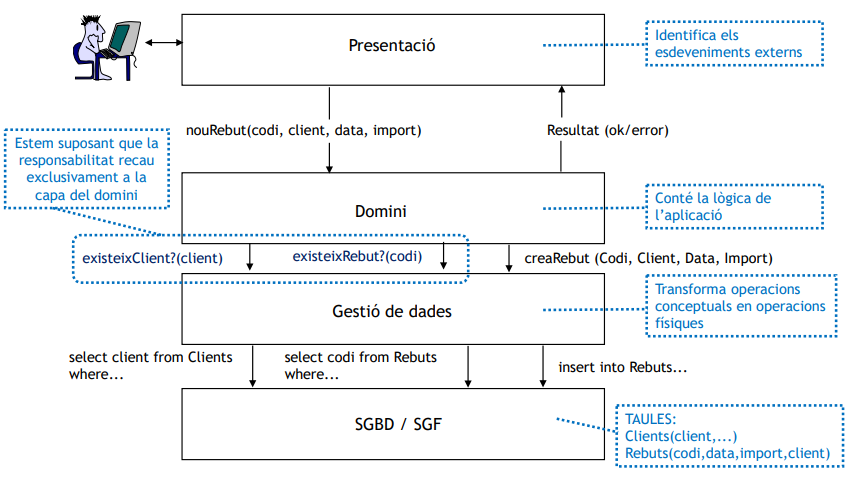 Presentació
Identifica els
esdeveniments externs
nouRebut(codi, client, data, import)
Resultat (ok/error)
Estem suposant que la
responsabilitat recau
exclusivament a la
capa del domini
Domini
Conté la lògica de
l'aplicació
existeixClient?(client)
existeixRebut?(codi)
creaRebut (Codi, Client, Data, Import)
Gestió de dades
Transforma operacions
conceptuals en operacions
físiques
select client from Clients
where...
select codi from Rebuts
where...
insert into Rebuts...
SGBD / SGF
TAULES:
Clients(client,...)
Rebuts(codi,data,import,client)